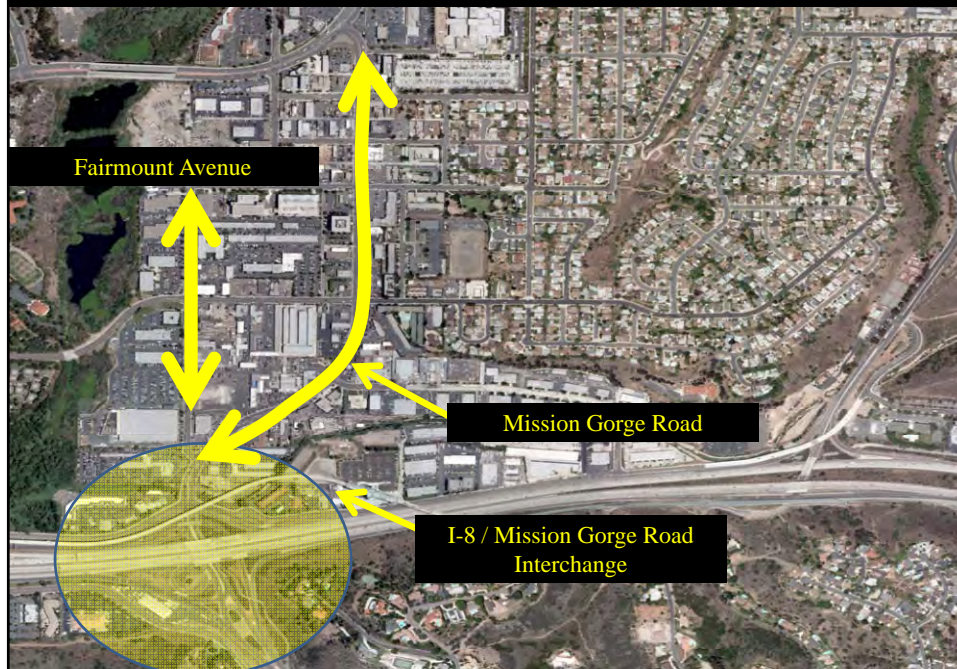 Fairmount Avenue
Mission Gorge Road
I-8 / Mission Gorge Road
Interchange